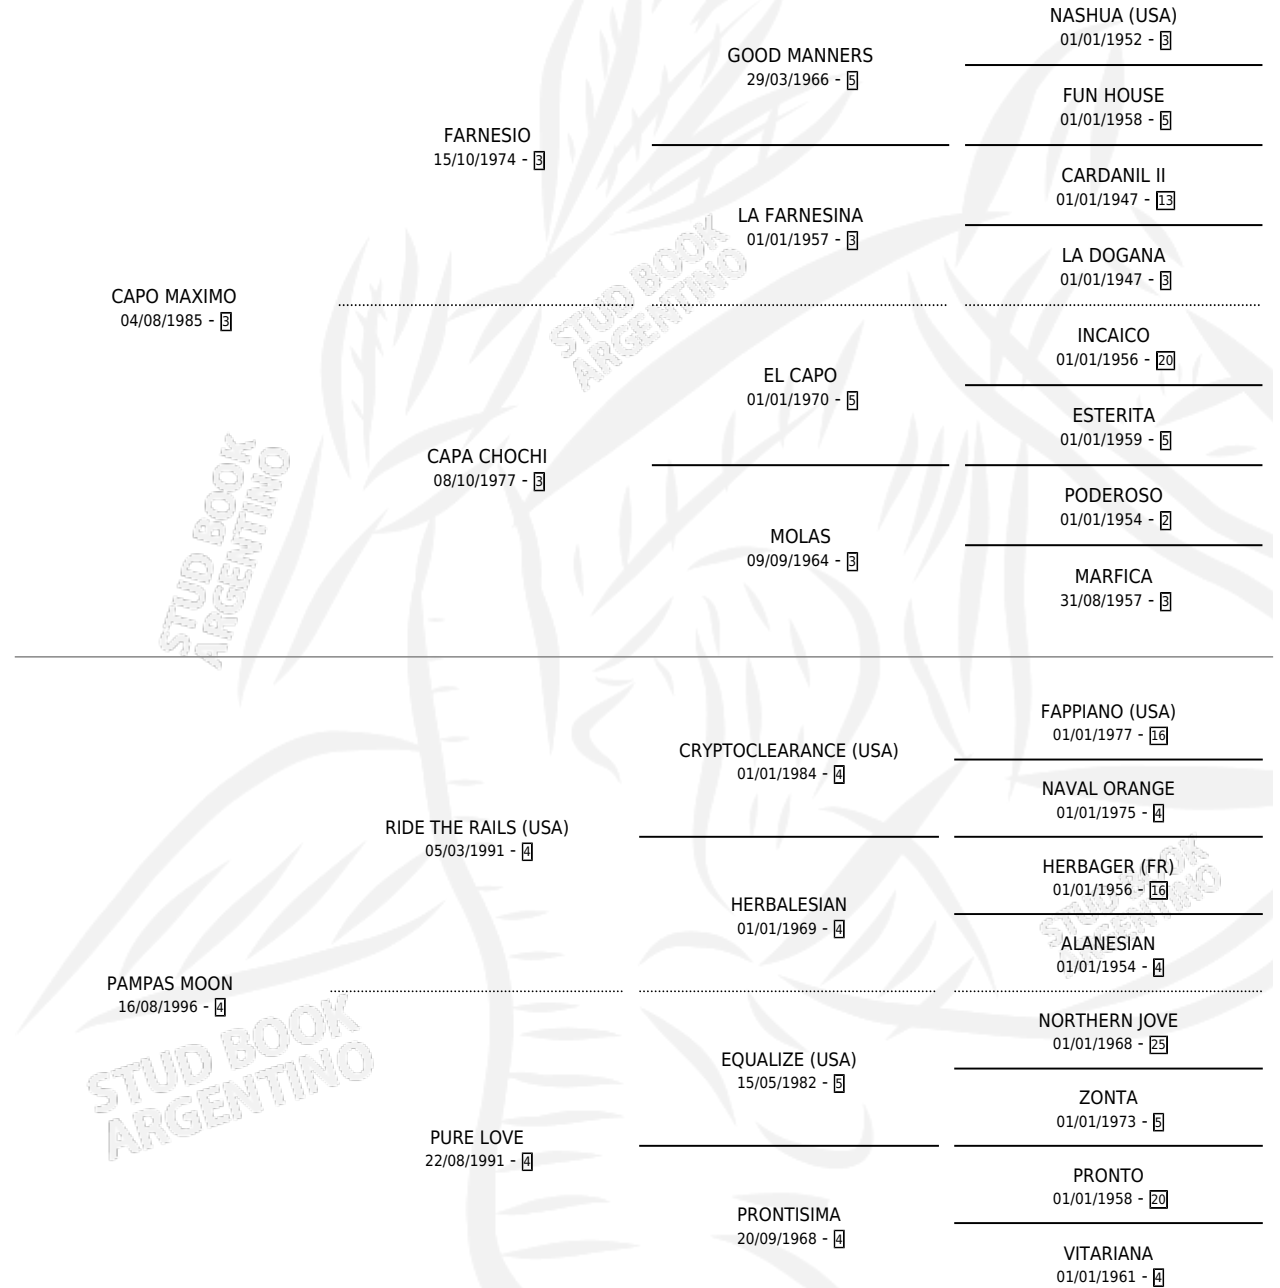 NASHUA (USA)
01/01/1952 - 3
GOOD MANNERS
29/03/1966 - 5
FUN HOUSE
01/01/1958 - 5
FARNESIO
15/10/1974 - 3
CARDANIL II
01/01/1947 - 13
LA FARNESINA
01/01/1957 - 3
LA DOGANA
01/01/1947 - 3
CAPO MAXIMO
04/08/1985 - 3
INCAICO
01/01/1956 - 20
EL CAPO
01/01/1970 - 5
ESTERITA
01/01/1959 - 5
CAPA CHOCHI
08/10/1977 - 3
PODEROSO
01/01/1954 - 2
MOLAS
09/09/1964 - 3
MARFICA
31/08/1957 - 3
STUD BOOK
ARGENTINO
STUD BOOK
ARGENTINO
FAPPIANO (USA)
01/01/1977 - 16
CRYPTOCLEARANCE (USA)
01/01/1984 - 4
NAVAL ORANGE
01/01/1975 - 4
RIDE THE RAILS (USA)
05/03/1991 - 4
HERBAGER (FR)
01/01/1956 - 16
HERBALESIAN
01/01/1969 - 4
ALANESIAN
01/01/1954 - 4
PAMPAS MOON
16/08/1996 - 4
NORTHERN JOVE
01/01/1968 - 25
EQUALIZE (USA)
15/05/1982 - 5
ZONTA
01/01/1973 - 5
PURE LOVE
22/08/1991 - 4
PRONTO
01/01/1958 - 20
PRONTISIMA
20/09/1968 - 4
VITARIANA
01/01/1961 - 4
STUD BOOK
ARGENTINO
STUD BOOK
ARGENTINO